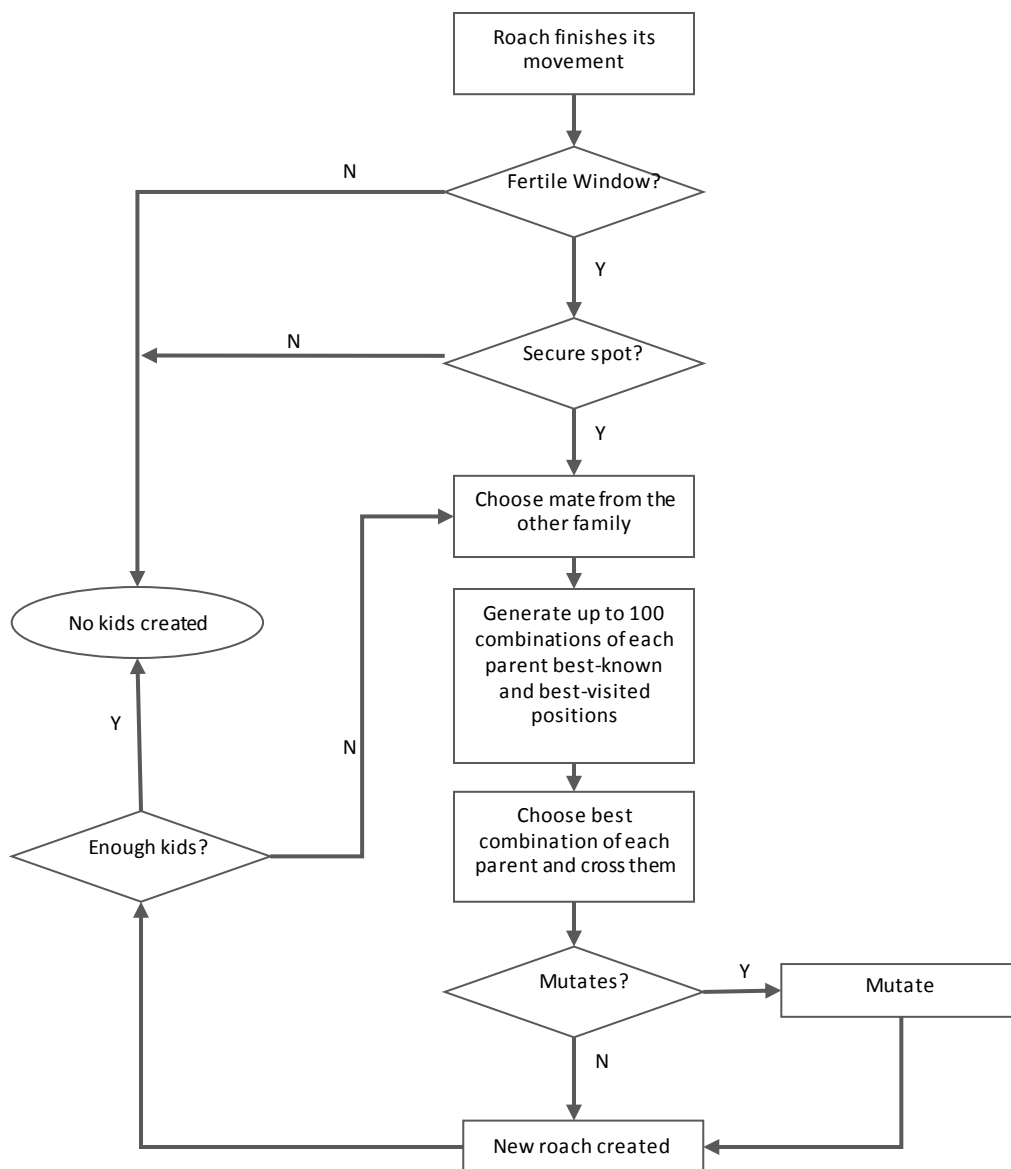 Roach finishes its
movement
N
Fertile Window?
Y
N
Secure spot?
Y
Choose mate from the
other family
No kids created
Generate up to 100
combinations of each
parent best-known
and best-visited
positions
Y
N
Enough kids?
Choose best
combination of each
parent and cross them
Mutates?
Y
Mutate
N
New roach created